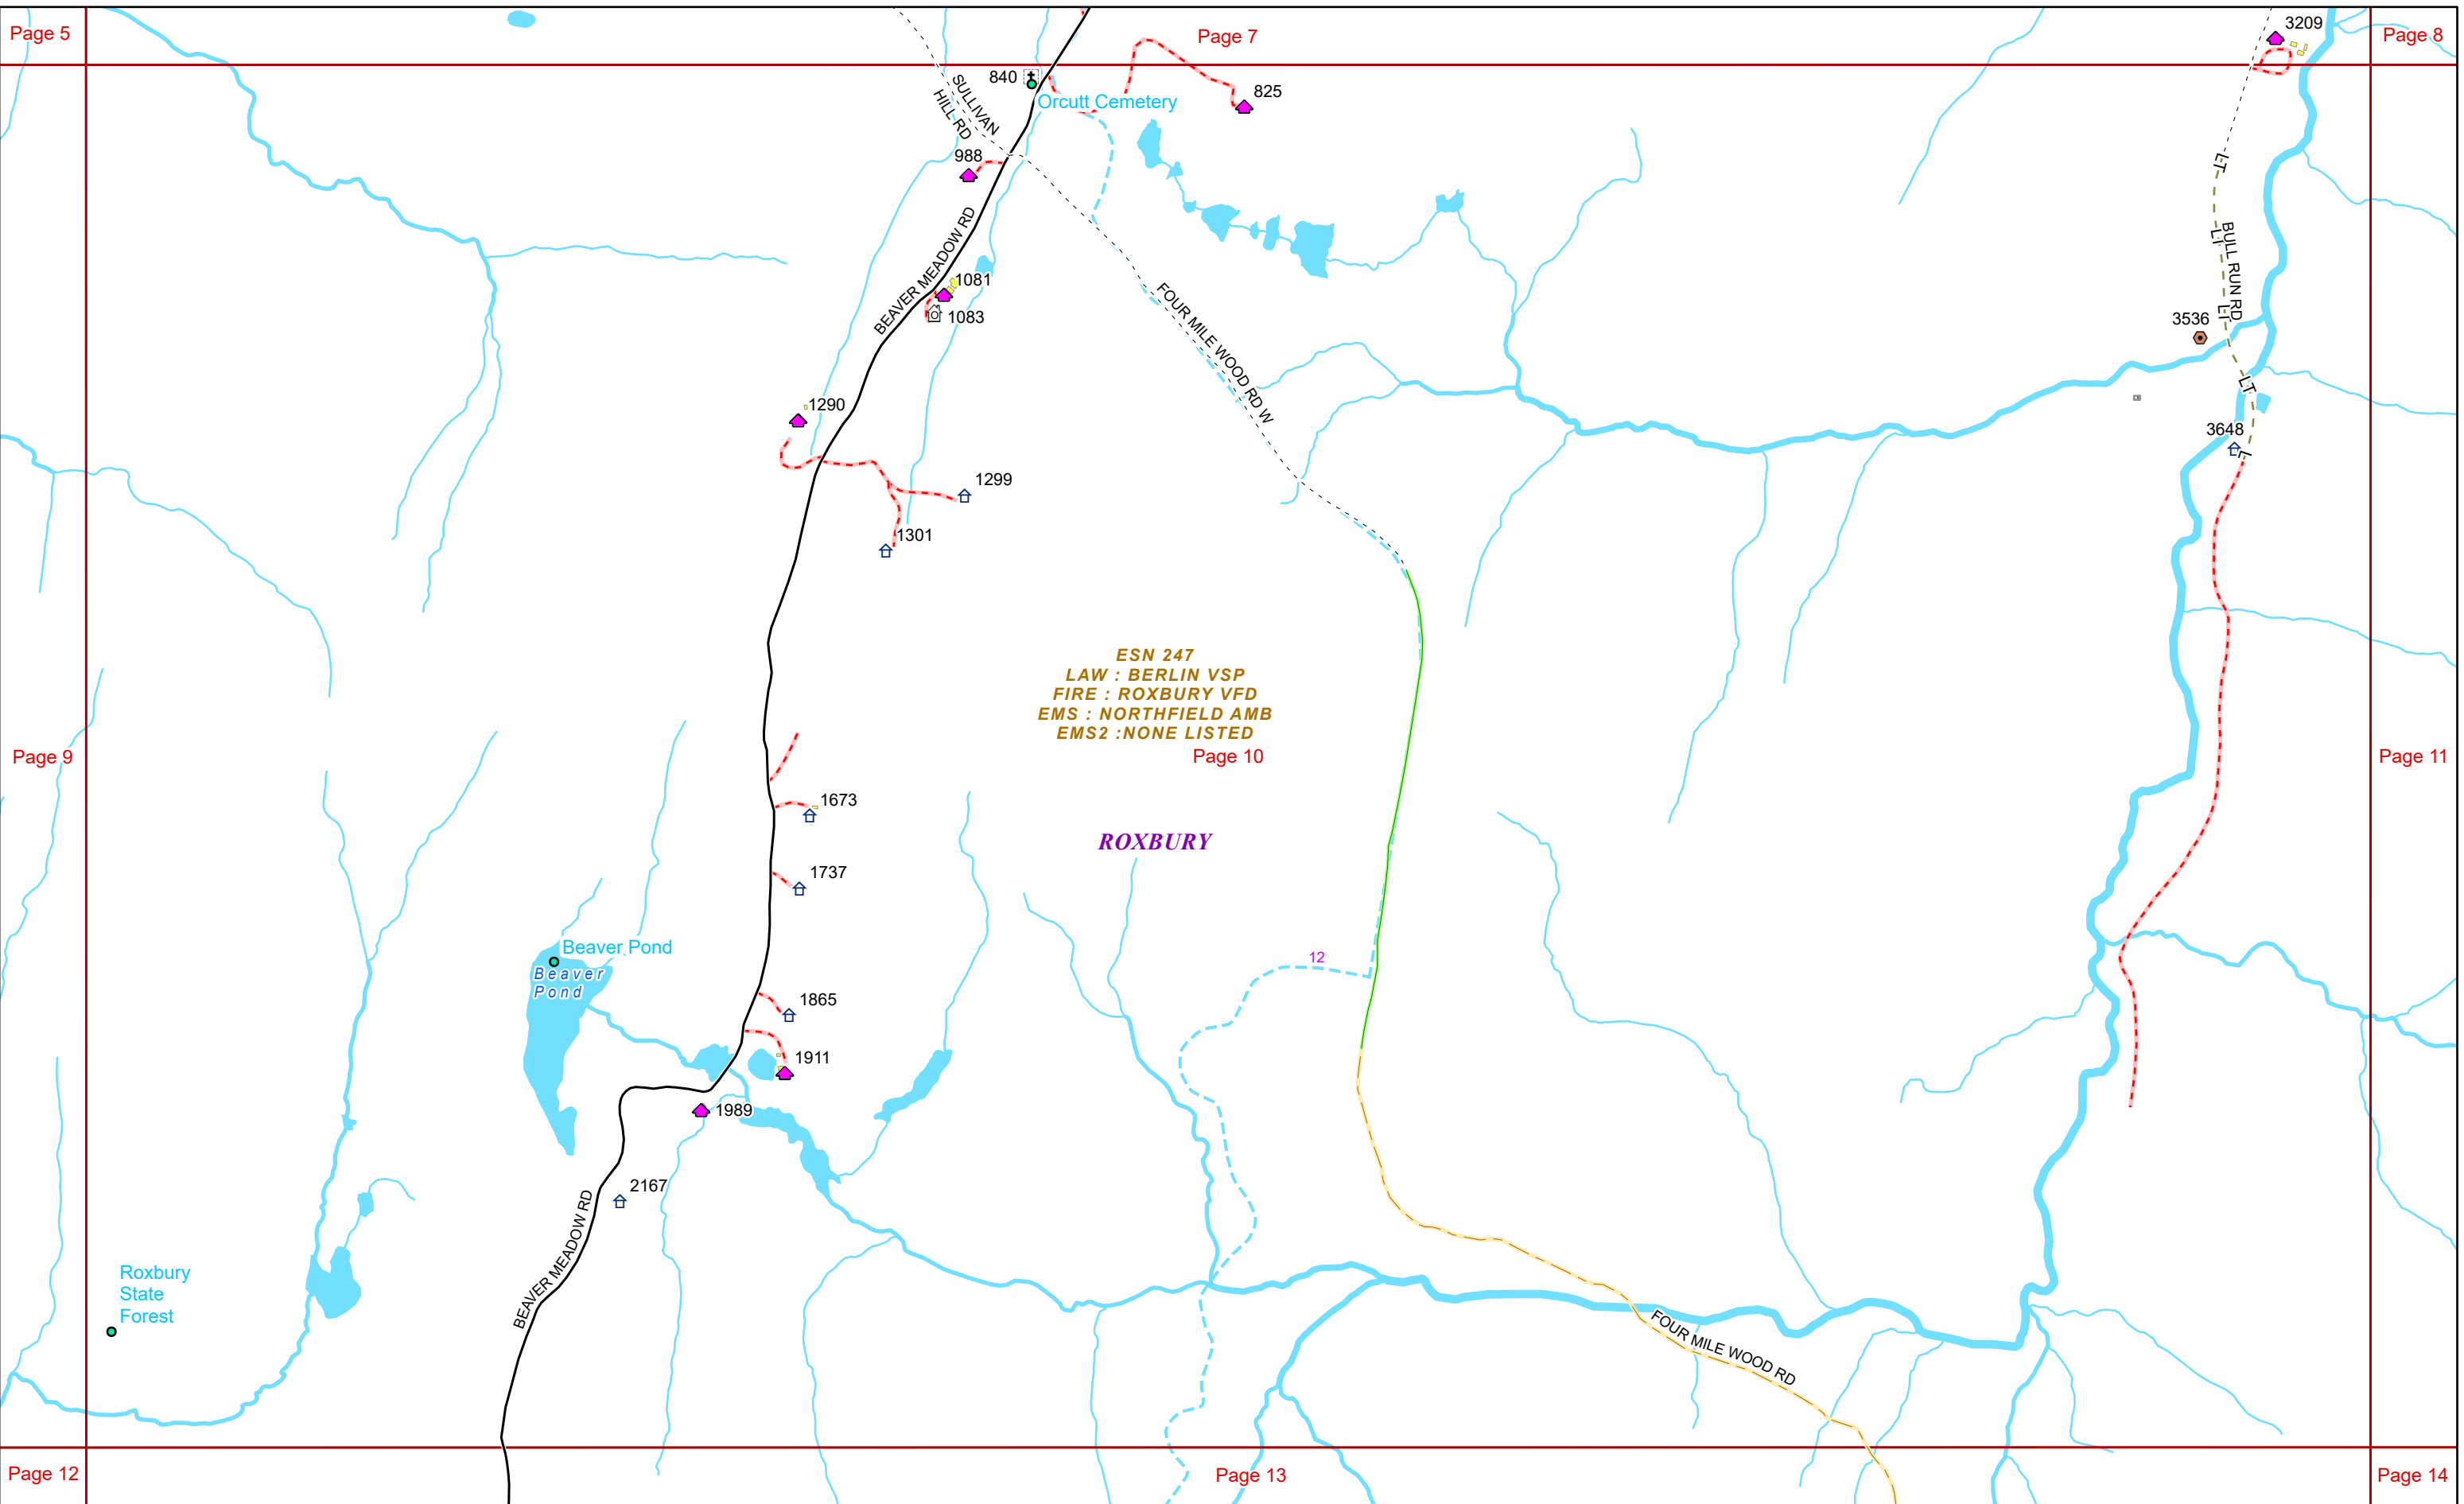 Page 5
Page 7
3209
Page 8
840
SULLIVAN
HILL RD
Orcutt Cemetery
825
988
LT
BEAVER MEADOW RD
BULL RUN RD
LT
1081
1083
FOUR MILE WOOD RD W
LT
3536
LT
1290
3648
L
1299
1301
ESN 247
LAW : BERLIN VSP
FIRE : ROXBURY VFD
EMS : NORTHFIELD AMB
EMS2 :NONE LISTED
Page 9
Page 10
Page 11
1673
ROXBURY
1737
Beaver Pond
Beaver
Pond
12
1865
1911
1989
2167
BEAVER MEADOW RD
Roxbury
State
Forest
FOUR MILE WOOD RD
Page 12
Page 13
Page 14